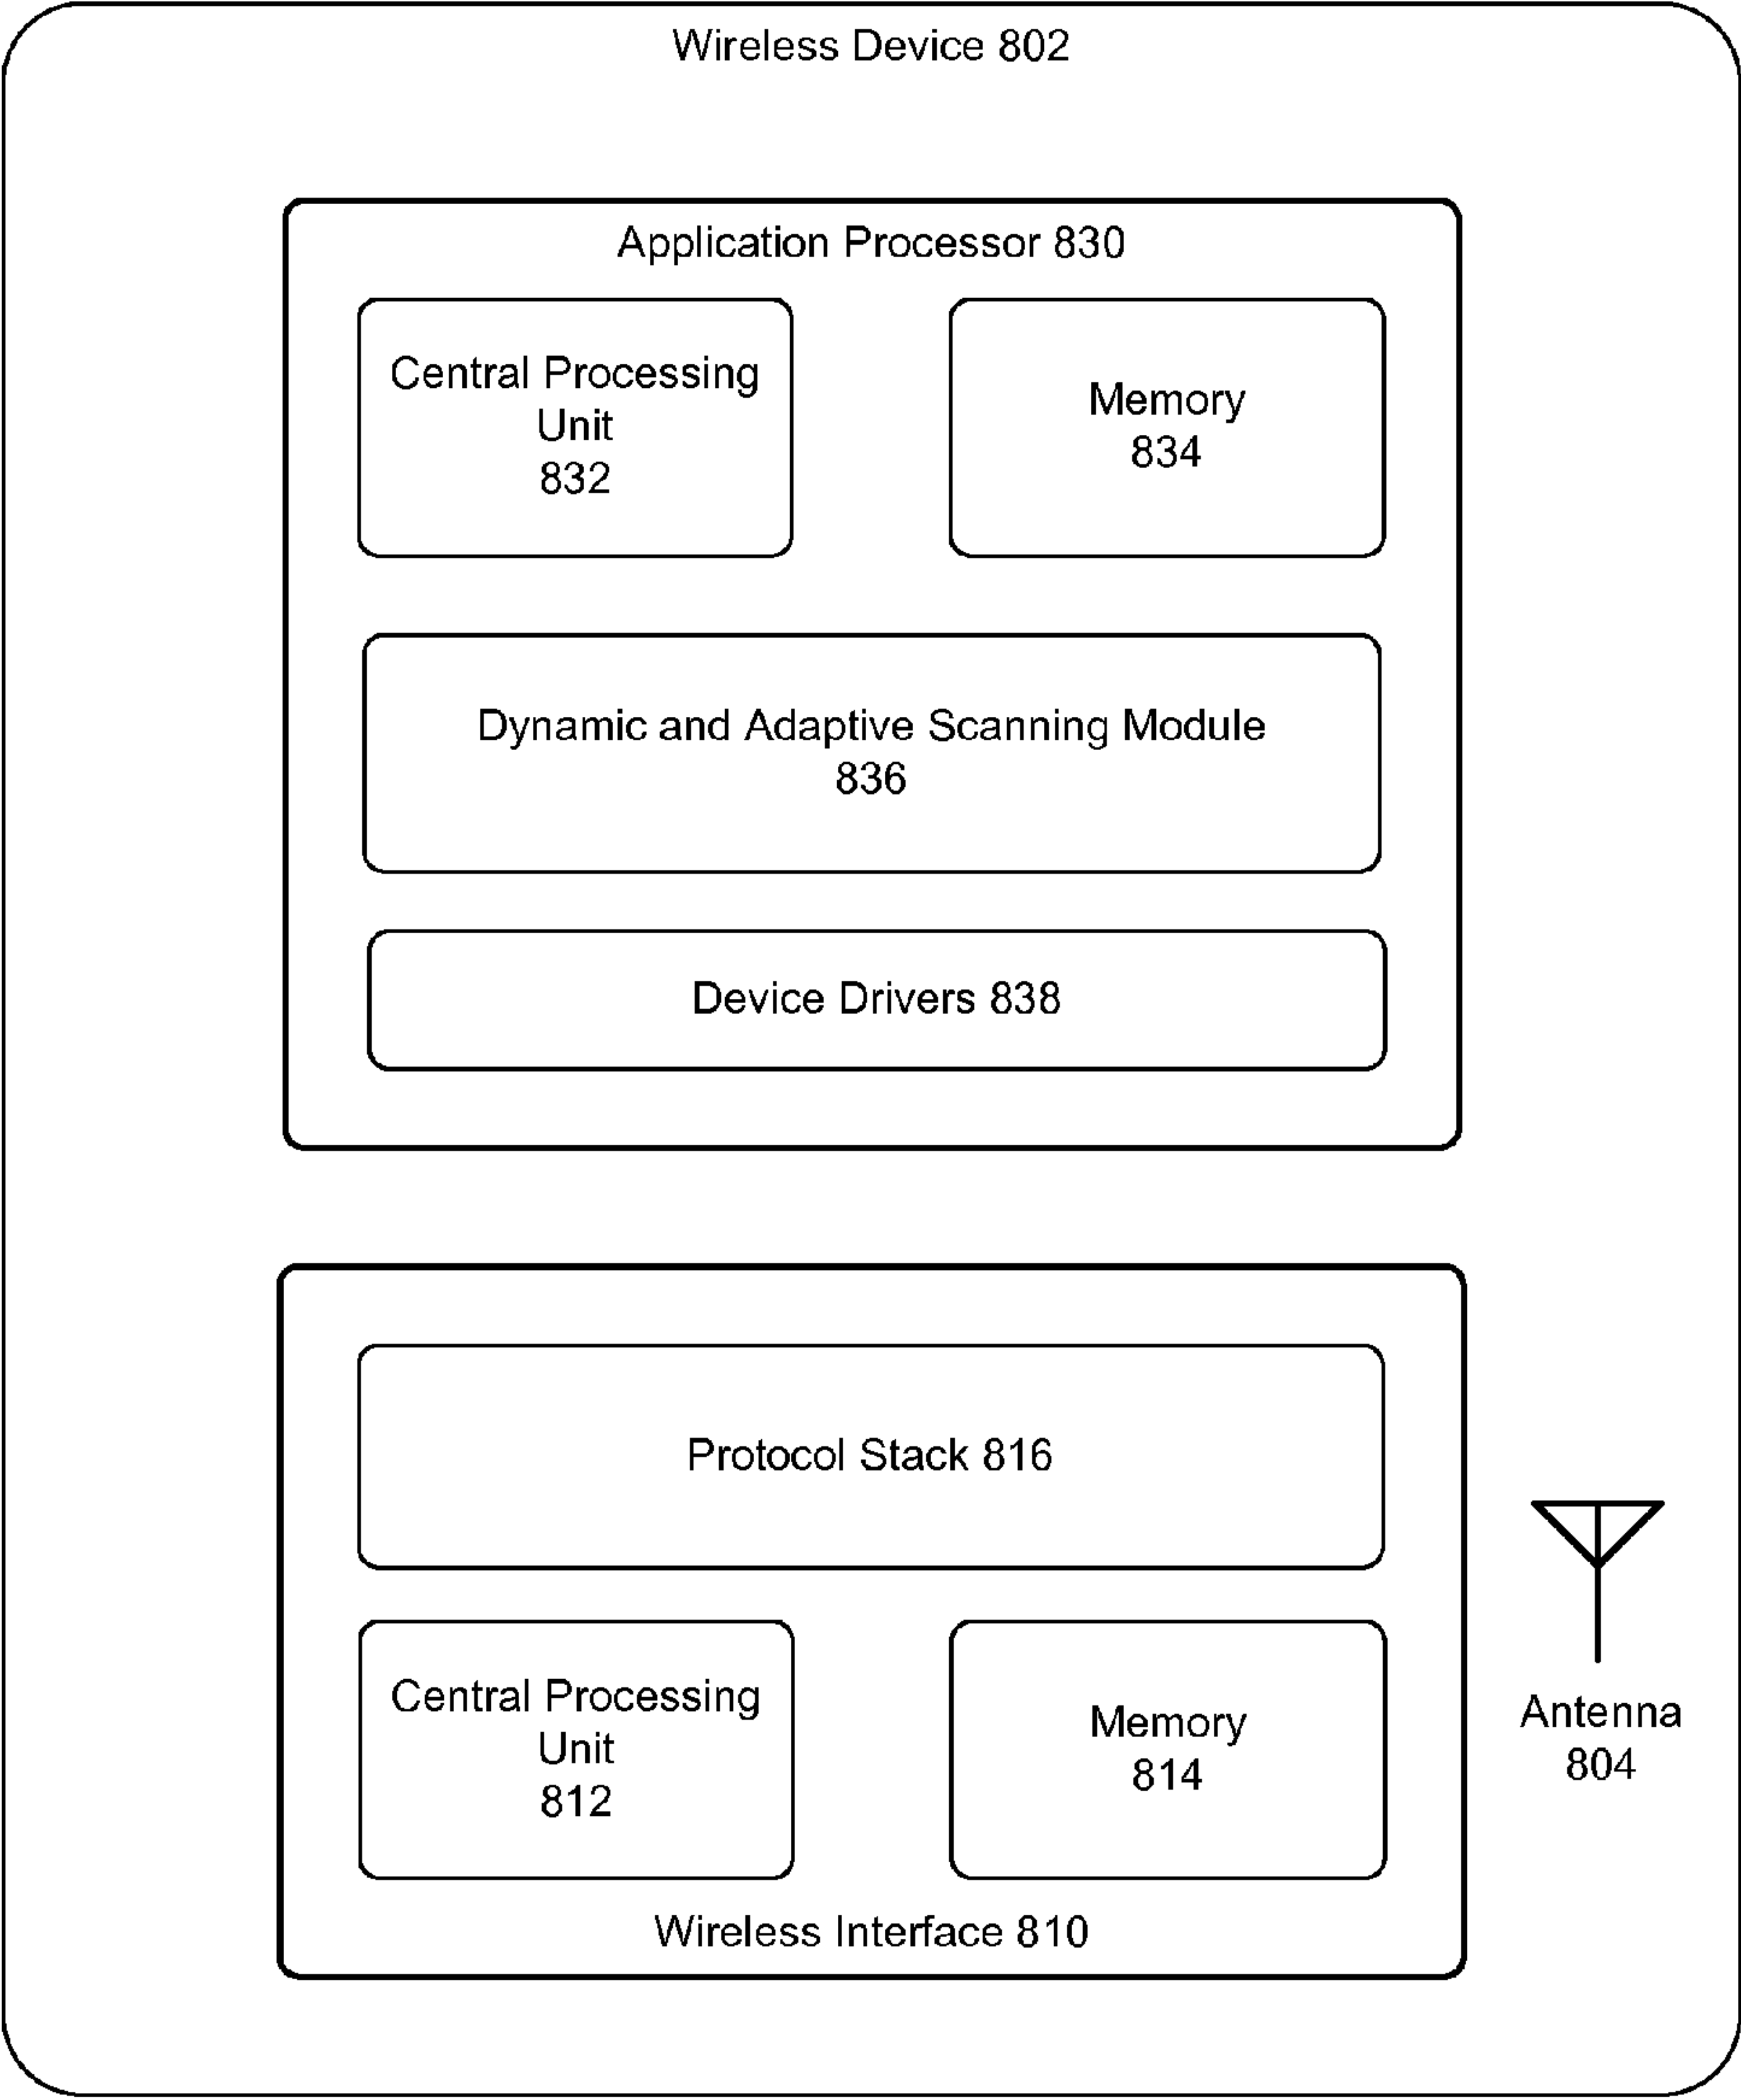 Wireless Device 802
Application Processor 830
Central Processing
Unit
832
Memory
834
Dynamic and Adaptive Scanning Module
836
Device Drivers 838
Protocol Stack 816
Central Processing
Unit
812
Memory
814
Antenna
804
Wireless Interface 810